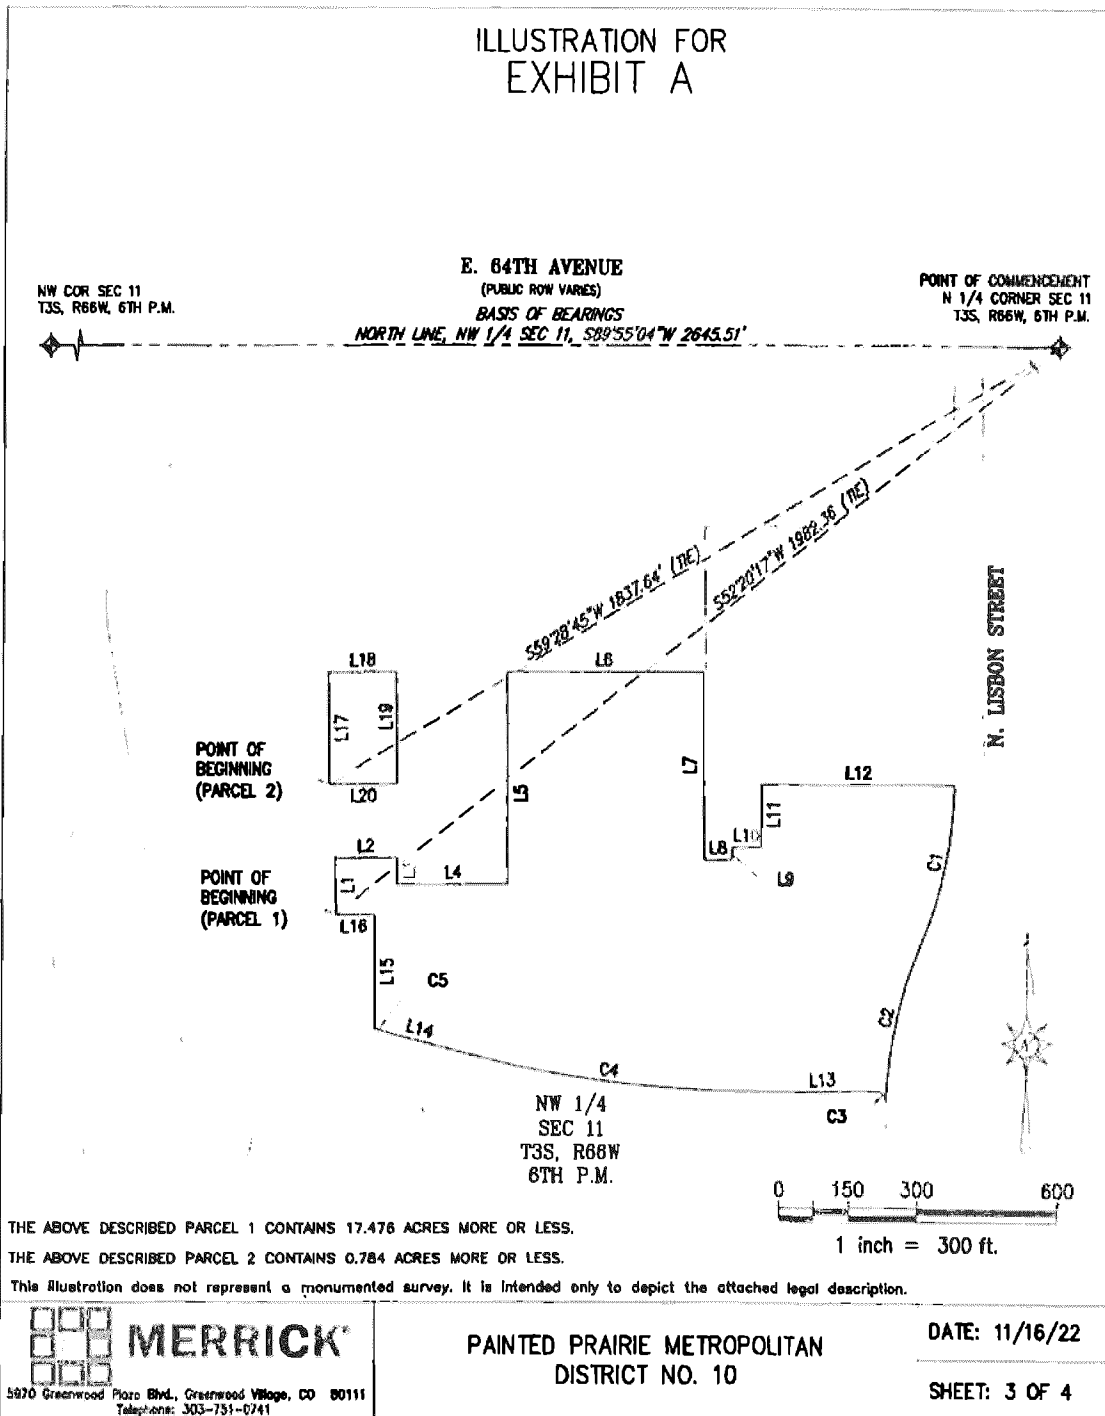 ILLUSTRATION FOR
EXHIBIT A
E. 64TH AVENUE
(PUBLIC ROW VARIES)
BASIS OF BEARINGS
NORTH LINE, NW 1/4 SEC 11, S89°55'04"W 2645.51'
NW COR SEC 11
T3S, R66W, 6TH P.M.
POINT OF COMMENCEMENT
N 1/4 CORNER SEC 11
T3S, R66W, 6TH P.M.
S59°28'45"W 1837.64' (TIE)
S52°20'17"W 1982.36 (TIE)
N. LISBON STREET
L18
L6
L17
L19
L7
POINT OF
BEGINNING
(PARCEL 2)
L20
L5
L12
L11
L10
L8
L9
L2
L3
L4
L1
C1
POINT OF
BEGINNING
(PARCEL 1)
L16
L15
C5
L14
C2
C4
L13
C3
NW 1/4
SEC 11
T3S, R66W
6TH P.M.
0 150 300 600
1 inch = 300 ft.
THE ABOVE DESCRIBED PARCEL 1 CONTAINS 17.476 ACRES MORE OR LESS.
THE ABOVE DESCRIBED PARCEL 2 CONTAINS 0.784 ACRES MORE OR LESS.
This illustration does not represent a monumented survey. It is intended only to depict the attached legal description.
MERRICK
5970 Greenwood Plaza Blvd., Greenwood Village, CO 80111
Telephone: 303-751-0741
PAINTED PRAIRIE METROPOLITAN
DISTRICT NO. 10
DATE: 11/16/22
SHEET: 3 OF 4